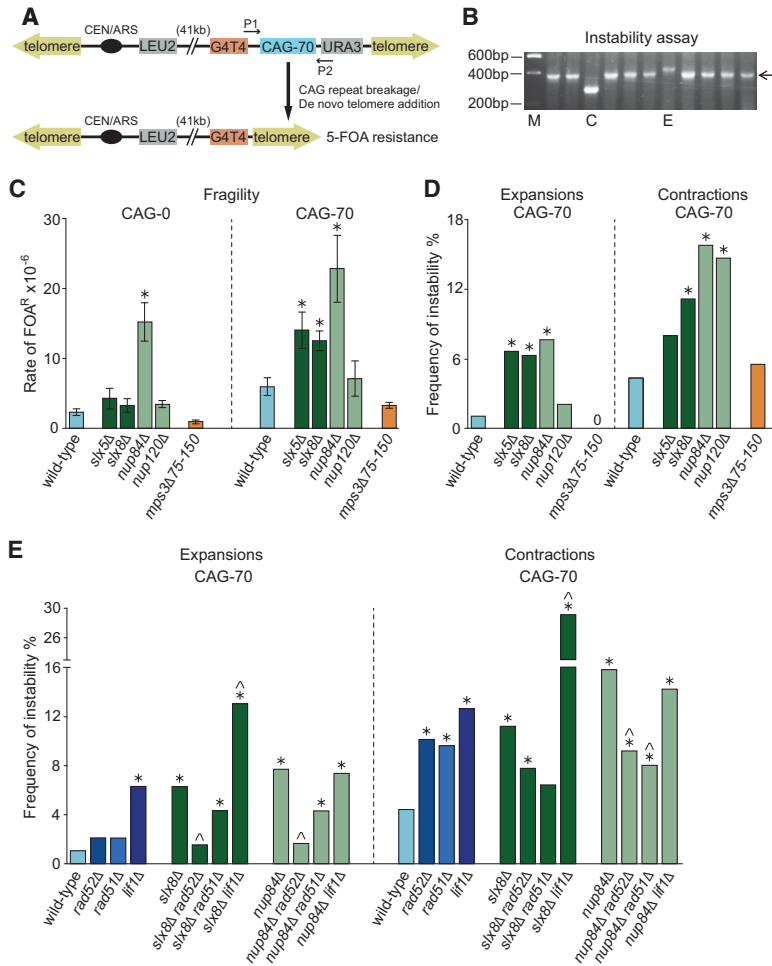 A
CEN/ARS
(41kb)
P1
telomere
LEU2
G4T4
CAG-70
URA3
telomere
P2
CAG repeat breakage/
De novo telomere addition
CEN/ARS
(41kb)
telomere
LEU2
G4T4
telomere
5-FOA resistance
B
Instability assay
600bp
400bp
200bp
M
C
E
C
Fragility
CAG-0
CAG-70
Rate of FOA^R x10^-6
30
20
10
0
*
*
*
*
wild-type
slx5Δ
slx8Δ
nup84Δ
nup120Δ
mps3Δ75-150
wild-type
slx5Δ
slx8Δ
nup84Δ
nup120Δ
mps3Δ75-150
D
Expansions
CAG-70
Contractions
CAG-70
Frequency of instability %
18
12
6
0
*
*
*
0
*
*
*
wild-type
slx5Δ
slx8Δ
nup84Δ
nup120Δ
mps3Δ75-150
wild-type
slx5Δ
slx8Δ
nup84Δ
nup120Δ
mps3Δ75-150
E
Expansions
CAG-70
Contractions
CAG-70
Frequency of instability %
30
26
16
12
8
4
0
*
*
^
*
^
*
*
^
*
*
*
*
*
*
*
^
*
*
^
*
^
*
*
wild-type
rad52Δ
rad51Δ
lif1Δ
slx8Δ
slx8Δ rad52Δ
slx8Δ rad51Δ
slx8Δ lif1Δ
nup84Δ
nup84Δ rad52Δ
nup84Δ rad51Δ
nup84Δ lif1Δ
wild-type
rad52Δ
rad51Δ
lif1Δ
slx8Δ
slx8Δ rad52Δ
slx8Δ rad51Δ
slx8Δ lif1Δ
nup84Δ
nup84Δ rad52Δ
nup84Δ rad51Δ
nup84Δ lif1Δ